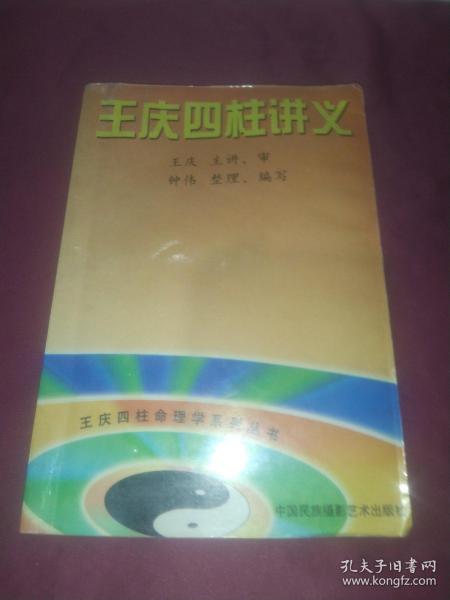 王庆四柱讲义
王庆 主讲、审
钟伟 整理、编写
王庆四柱命理学系列丛书
中国民族摄影艺术出版社
孔夫子旧书网
www.kongfz.com